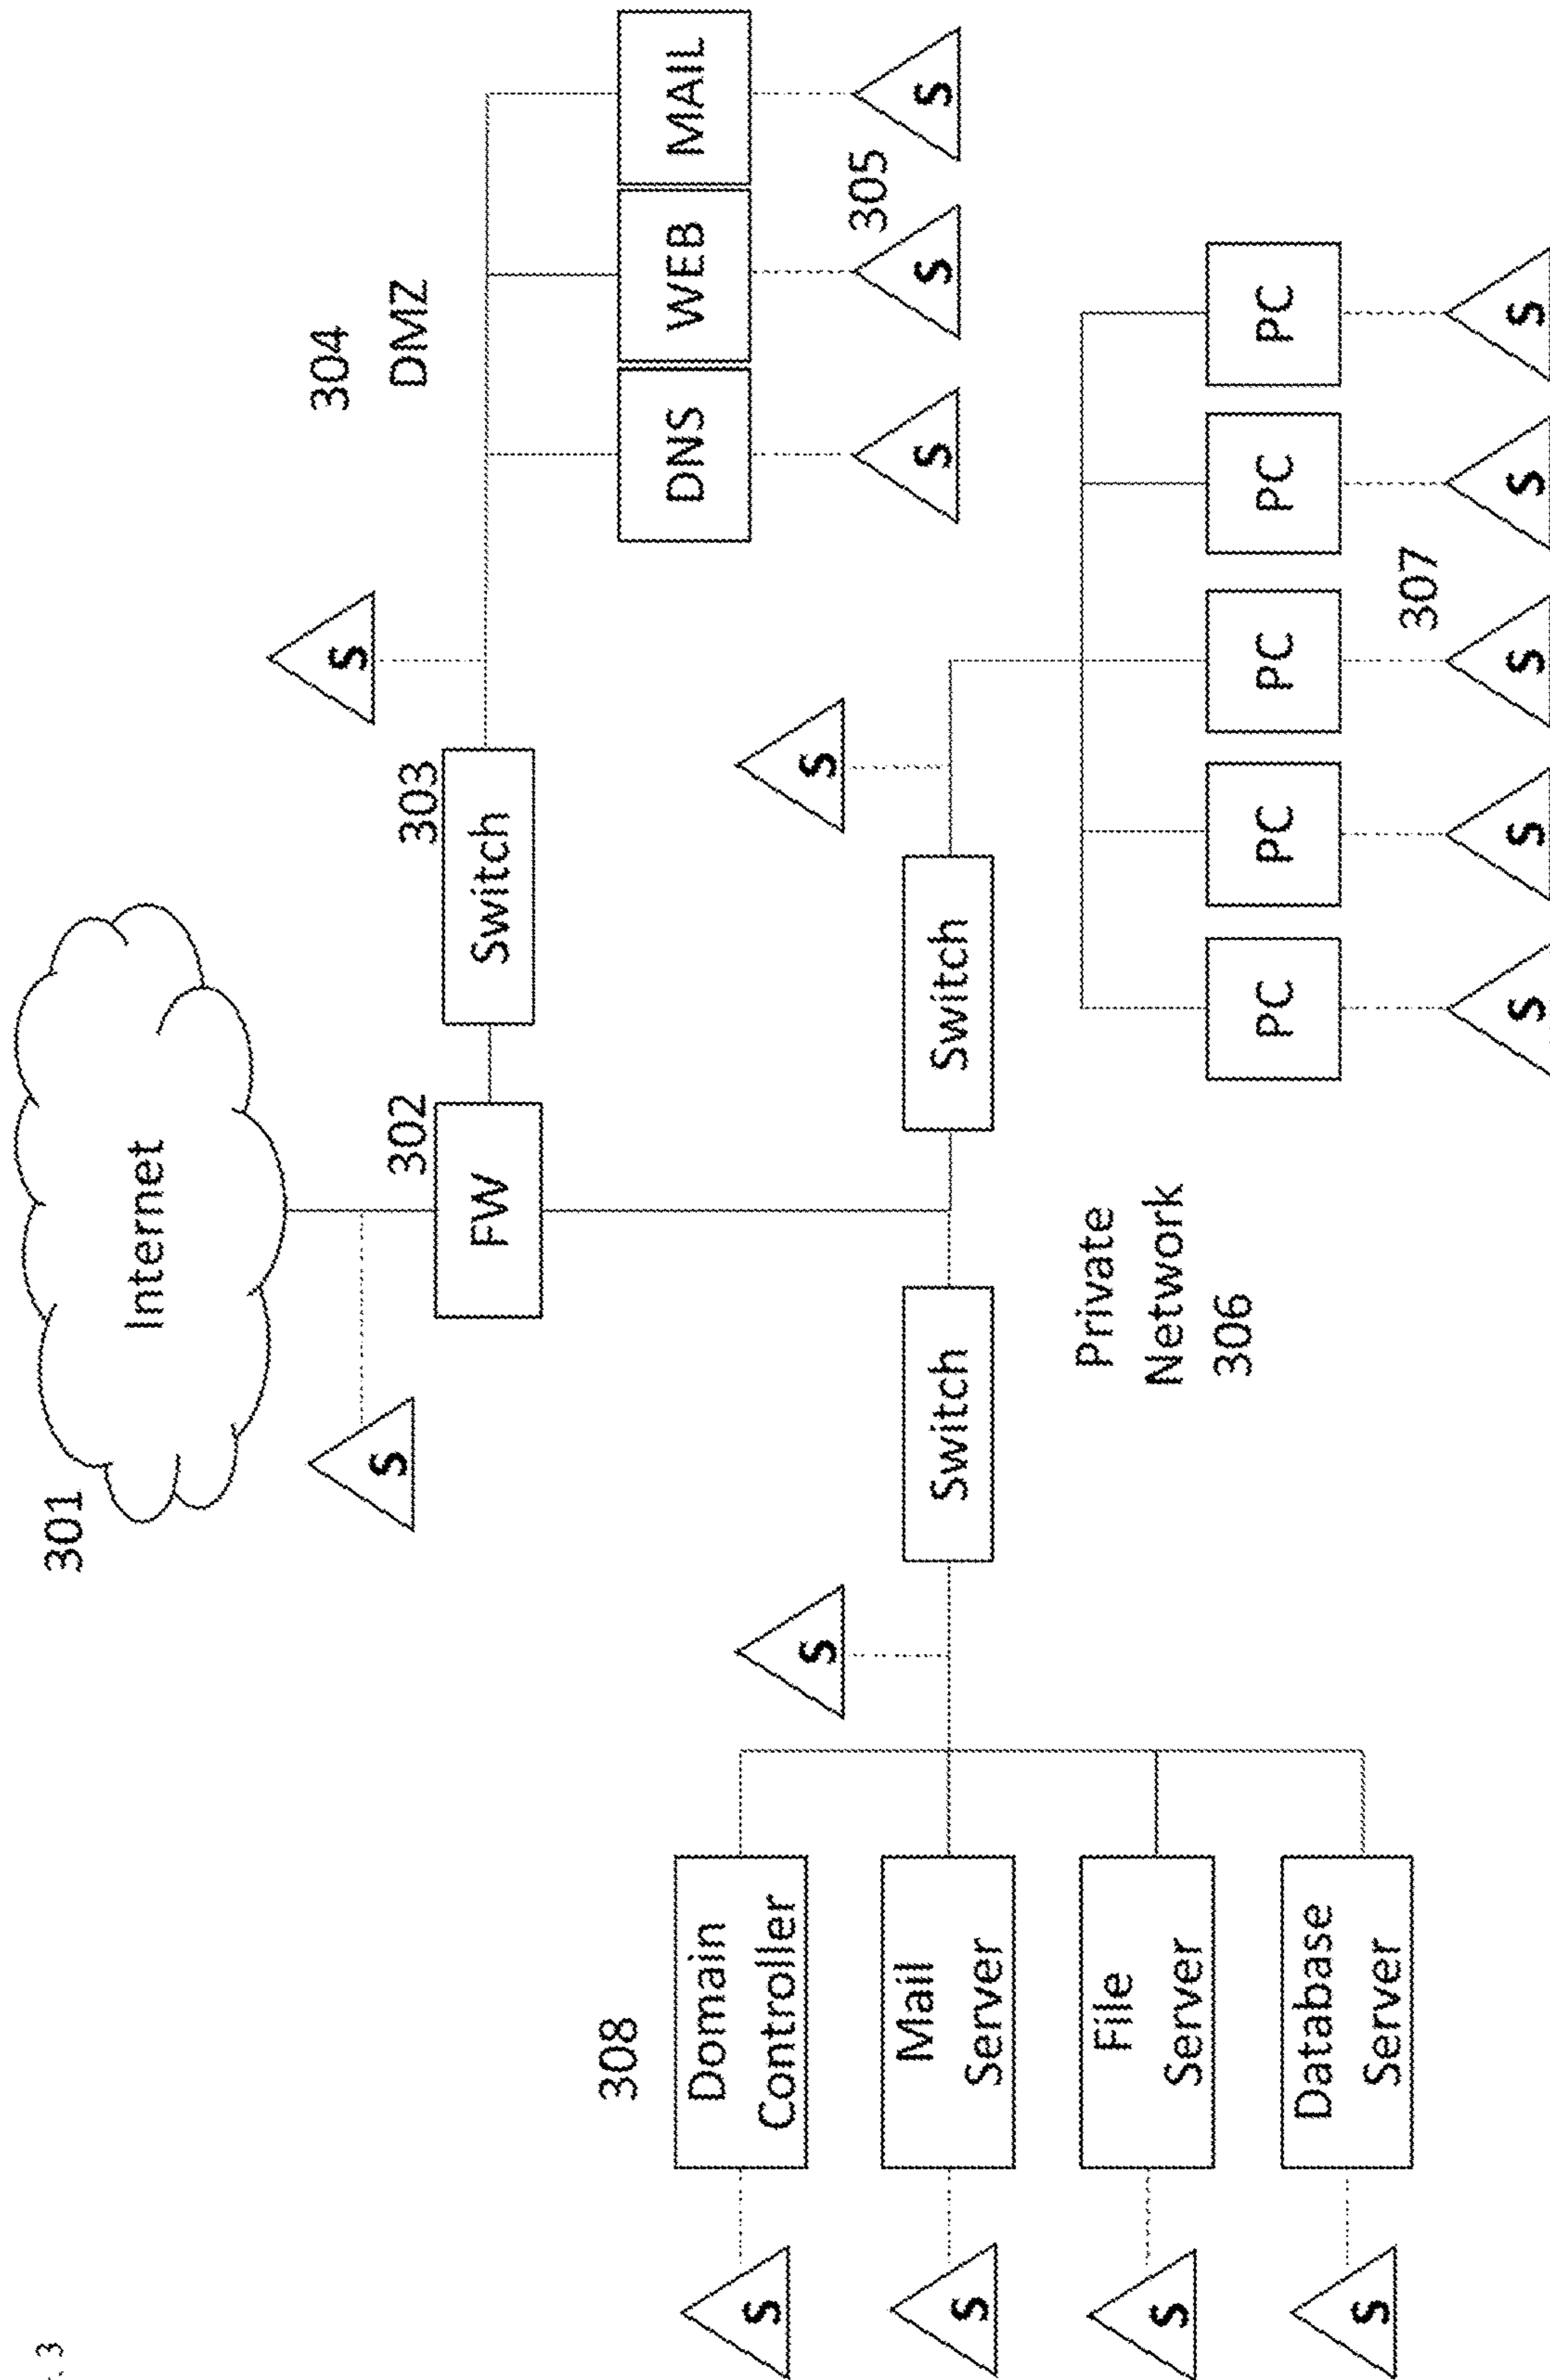 301
Internet
S
302
FW
303
Switch
S
304
DMZ
DNS
WEB
MAIL
S
S
305
S
308
Domain
Controller
S
Mail
Server
S
File
Server
S
Database
Server
S
S
Switch
Private
Network
306
Switch
S
PC
PC
PC
PC
PC
307
S
S
S
S
S